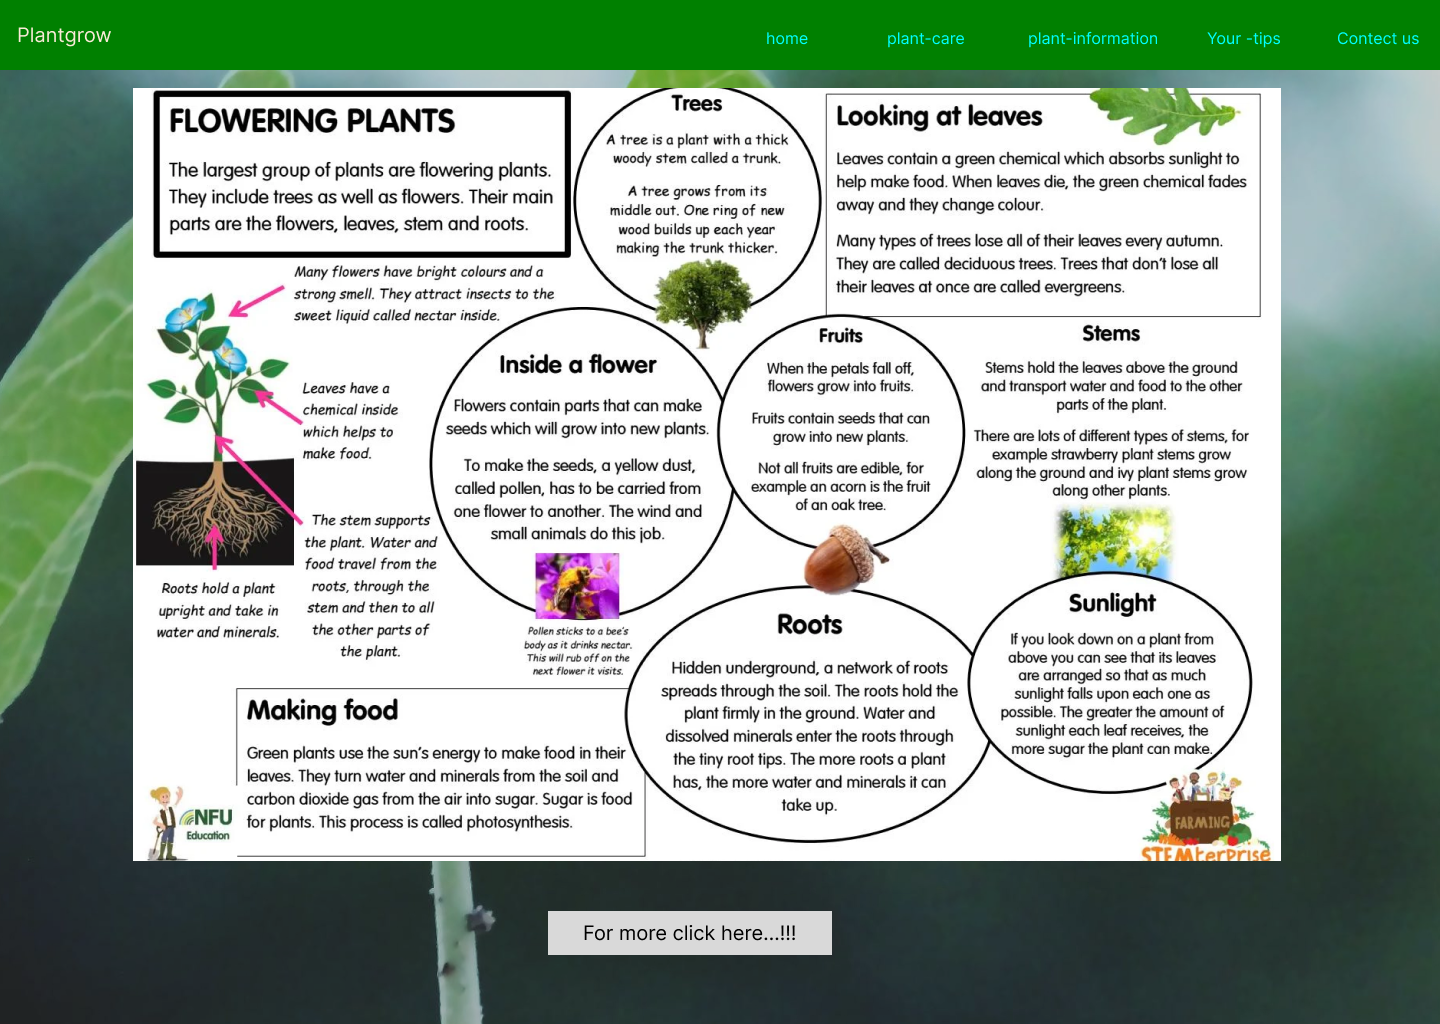 Plantgrow
home
plant-care
plant-information
Your -tips
Contect us
FLOWERING PLANTS
The largest group of plants are flowering plants.
They include trees as well as flowers. Their main
parts are the flowers, leaves, stem and roots.
Trees
A tree is a plant with a thick
woody stem called a trunk.
A tree grows from its
middle out. One ring of new
wood builds up each year
making the trunk thicker.
Looking at leaves
Leaves contain a green chemical which absorbs sunlight to
help make food. When leaves die, the green chemical fades
away and they change colour.
Many types of trees lose all of their leaves every autumn.
They are called deciduous trees. Trees that don't lose all
their leaves at once are called evergreens.
Many flowers have bright colours and a
strong smell. They attract insects to the
sweet liquid called nectar inside.
Leaves have a
chemical inside
which helps to
make food.
The stem supports
the plant. Water and
food travel from the
roots, through the
stem and then to all
the other parts of
the plant.
Roots hold a plant
upright and take in
water and minerals.
Inside a flower
Flowers contain parts that can make
seeds which will grow into new plants.
To make the seeds, a yellow dust,
called pollen, has to be carried from
one flower to another. The wind and
small animals do this job.
Pollen sticks to a bee's
body as it drinks nectar.
This will rub off on the
next flower it visits.
Fruits
When the petals fall off,
flowers grow into fruits.
Fruits contain seeds that can
grow into new plants.
Not all fruits are edible, for
example an acorn is the fruit
of an oak tree.
Stems
Stems hold the leaves above the ground
and transport water and food to the other
parts of the plant.
There are lots of different types of stems, for
example strawberry plant stems grow
along the ground and ivy plant stems grow
along other plants.
Roots
Hidden underground, a network of roots
spreads through the soil. The roots hold the
plant firmly in the ground. Water and
dissolved minerals enter the roots through
the tiny root tips. The more roots a plant
has, the more water and minerals it can
take up.
Sunlight
If you look down on a plant from
above you can see that its leaves
are arranged so that as much
sunlight falls upon each one as
possible. The greater the amount of
sunlight each leaf receives, the
more sugar the plant can make.
Making food
Green plants use the sun's energy to make food in their
leaves. They turn water and minerals from the soil and
carbon dioxide gas from the air into sugar. Sugar is food
for plants. This process is called photosynthesis.
NFU
Education
FARMING
STEMterprise
For more click here...!!!